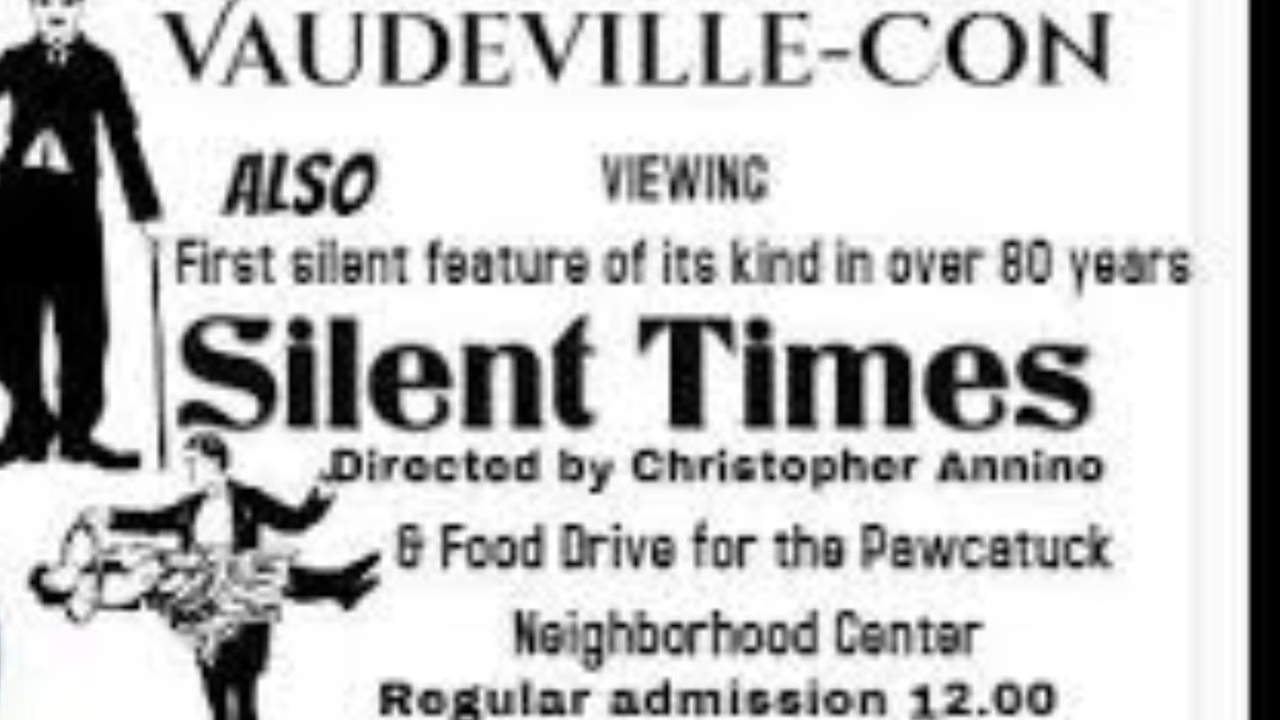 VAUDEVILLE-CON
ALSO VIEWING
First silent feature of its kind in over 80 years
Silent Times
Directed by Christopher Annino
& Food Drive for the Pawcatuck
Neighborhood Center
Regular admission 12.00